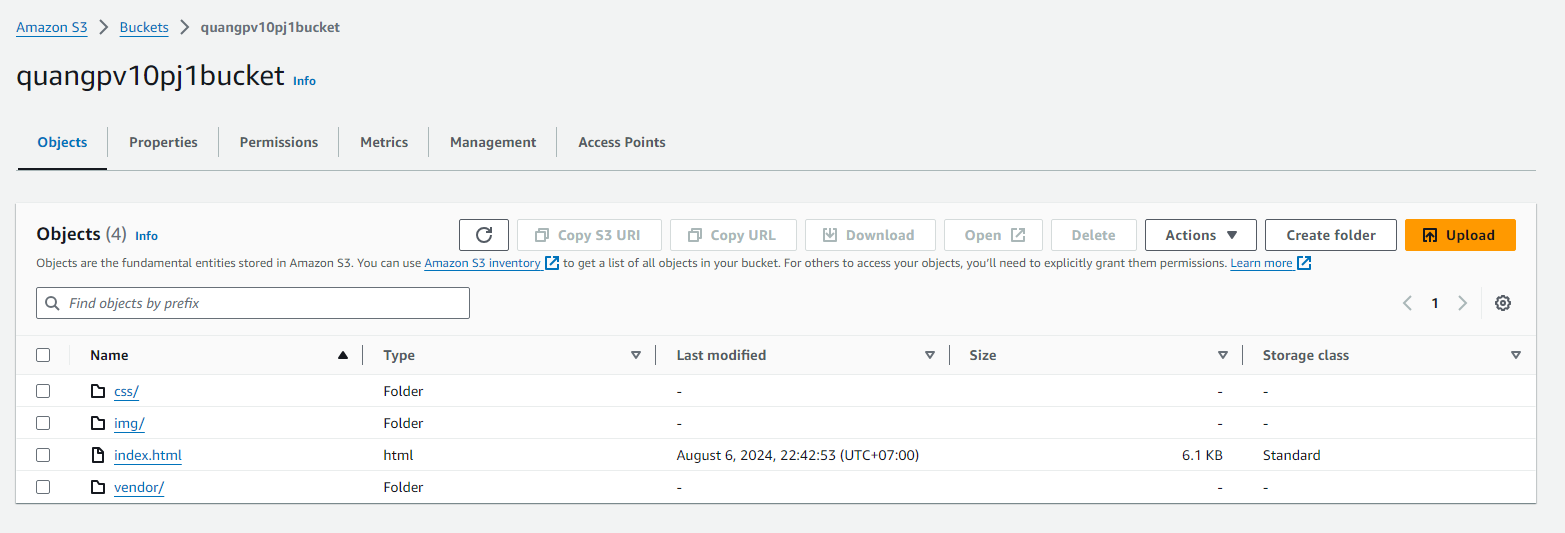 Amazon S3 > Buckets > quangpv10pj1bucket
quangpv10pj1bucket Info
Objects Properties Permissions Metrics Management Access Points
Objects (4) Info Copy S3 URI Copy URL Download Open Delete Actions Create folder Upload
Objects are the fundamental entities stored in Amazon S3. You can use Amazon S3 inventory to get a list of all objects in your bucket. For others to access your objects, you'll need to explicitly grant them permissions. Learn more
Find objects by prefix 1
Name Type Last modified Size Storage class
css/ Folder - - -
img/ Folder - - -
index.html html August 6, 2024, 22:42:53 (UTC+07:00) 6.1 KB Standard
vendor/ Folder - - -